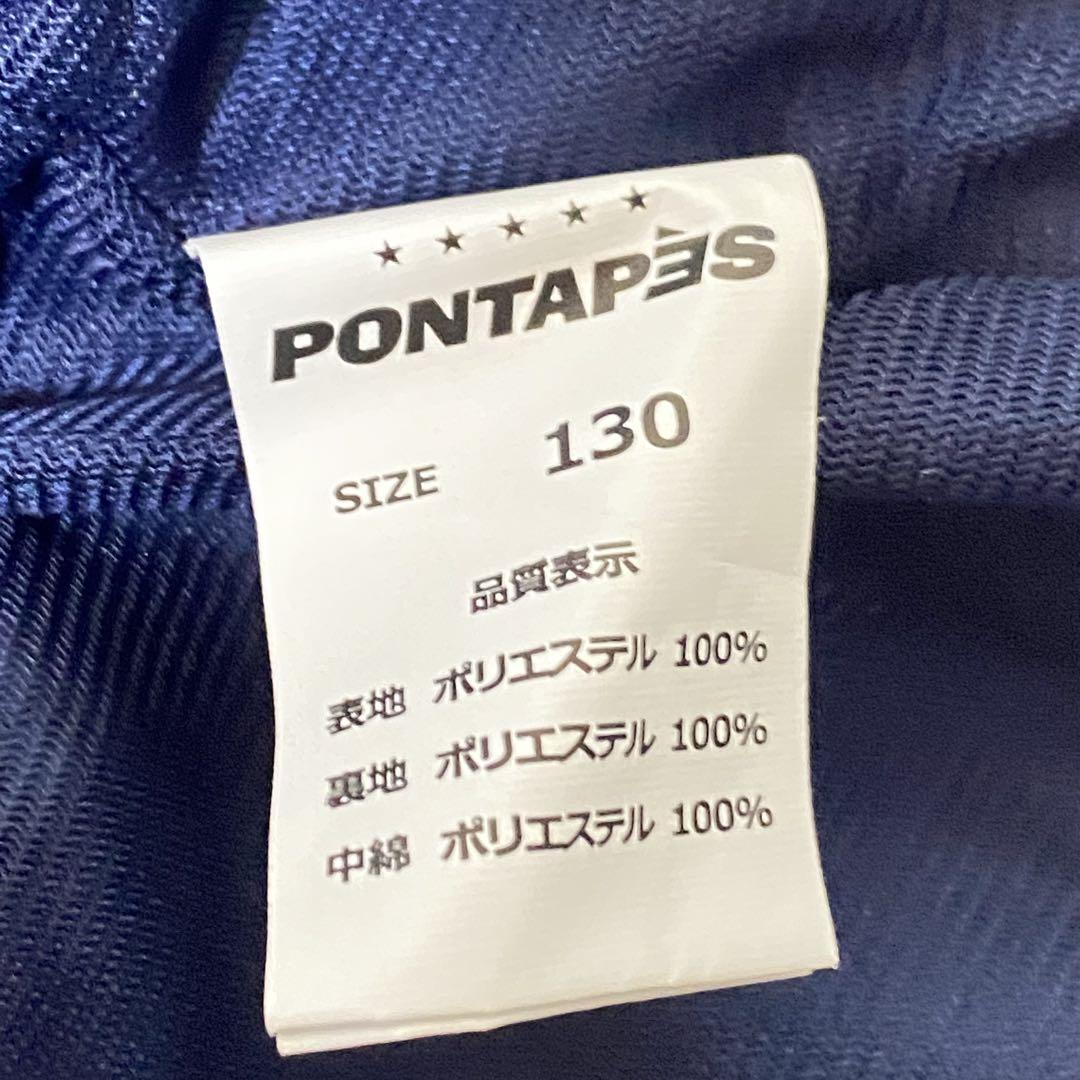 ★ ★ ★ ★ ★
PONTAPÈS
SIZE 130
品質表示
表地 ポリエステル 100%
裏地 ポリエステル 100%
中綿 ポリエステル 100%